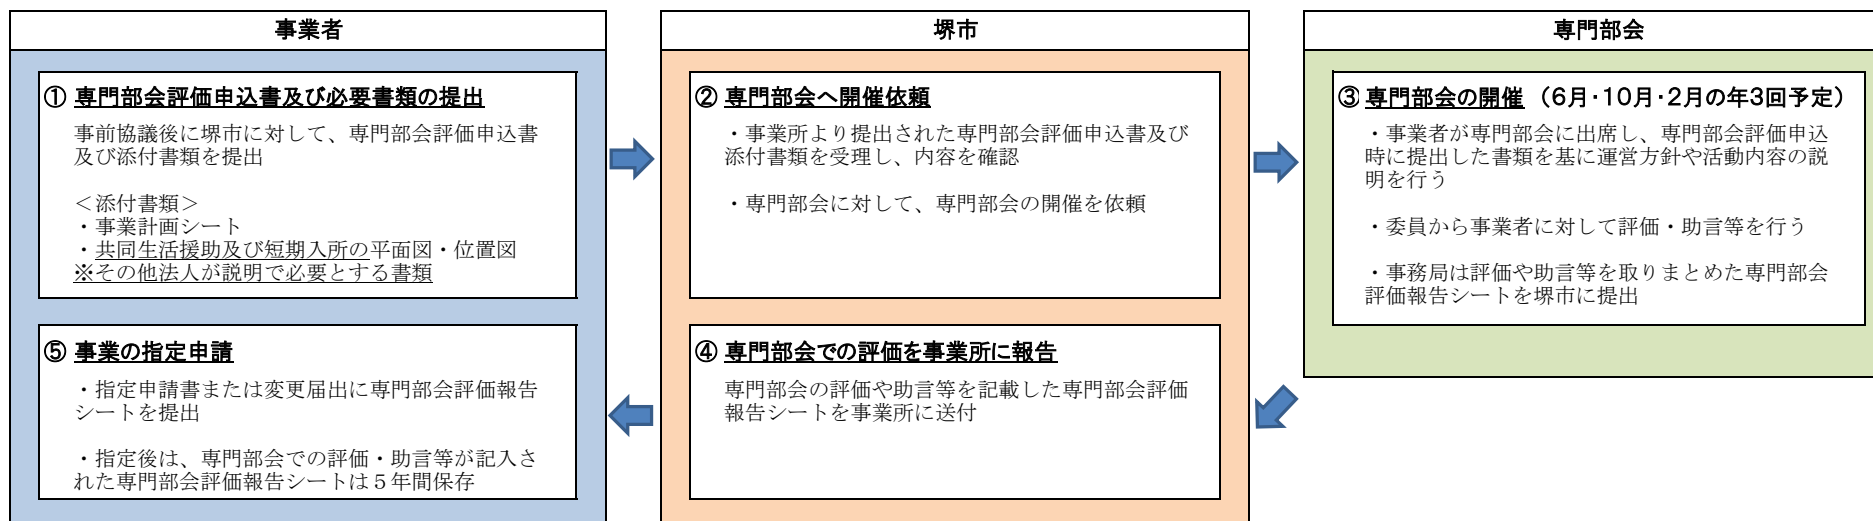 事業者
① 専門部会評価申込書及び必要書類の提出
事前協議後に堺市に対して、専門部会評価申込書
及び添付書類を提出
＜添付書類＞
・事業計画シート
・共同生活援助及び短期入所の平面図・位置図
※その他法人が説明で必要とする書類
⑤ 事業の指定申請
・指定申請書または変更届出に専門部会評価報告
シートを提出
・指定後は、専門部会での評価・助言等が記入さ
れた専門部会評価報告シートは５年間保存
堺市
② 専門部会へ開催依頼
・事業所より提出された専門部会評価申込書及び
添付書類を受理し、内容を確認
・専門部会に対して、専門部会の開催を依頼
④ 専門部会での評価を事業所に報告
専門部会の評価や助言等を記載した専門部会評価
報告シートを事業所に送付
専門部会
③ 専門部会の開催（６月・１０月・２月の年３回予定）
・事業者が専門部会に出席し、専門部会評価申込
時に提出した書類を基に運営方針や活動内容の説
明を行う
・委員から事業者に対して評価・助言等を行う
・事務局は評価や助言等を取りまとめた専門部会
評価報告シートを堺市に提出